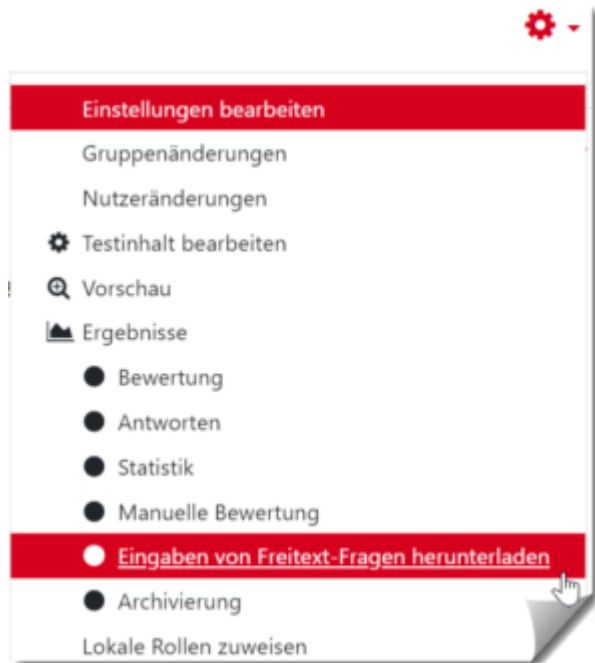 Einstellungen bearbeiten
Gruppenänderungen
Nutzeränderungen
Testinhalt bearbeiten
Vorschau
Ergebnisse
Bewertung
Antworten
Statistik
Manuelle Bewertung
Eingaben von Freitext-Fragen herunterladen
Archivierung
Lokale Rollen zuweisen